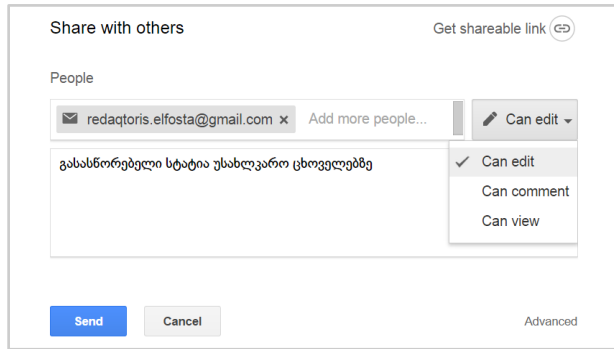 Share with others
Get shareable link
People
redaqtoris.elfosta@gmail.com ×
Add more people...
Can edit
გასასწორებელი სტატია უსახლკარო ცხოველებზე
Can edit
Can comment
Can view
Send
Cancel
Advanced